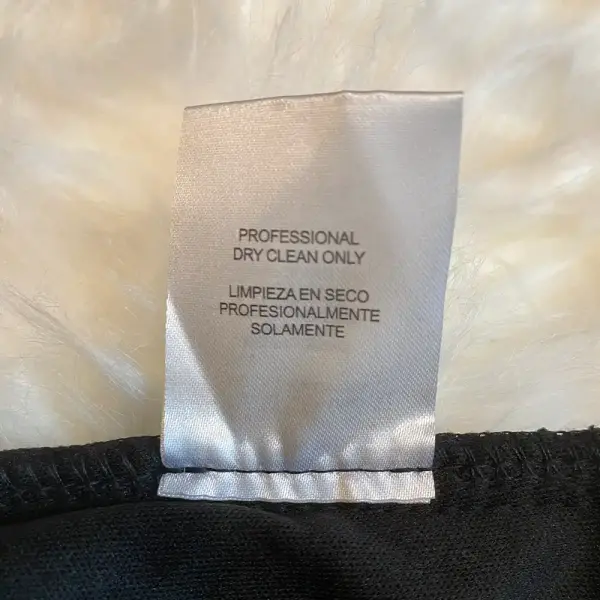 PROFESSIONAL
DRY CLEAN ONLY
LIMPIEZA EN SECO
PROFESIONALMENTE
SOLAMENTE